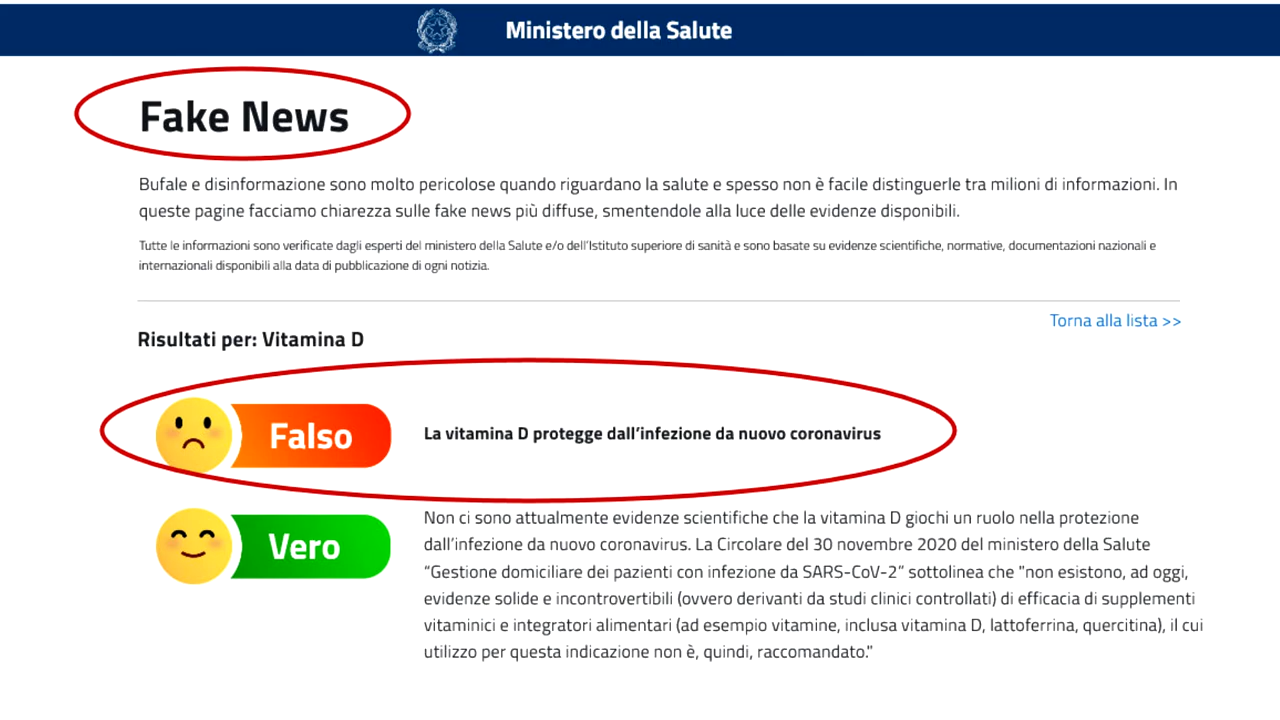 Ministero della Salute
Fake News
Bufale e disinformazione sono molto pericolose quando riguardano la salute e spesso non è facile distinguerle tra milioni di informazioni. In
queste pagine facciamo chiarezza sulle fake news più diffuse, smentendole alla luce delle evidenze disponibili.
Tutte le informazioni sono verificate dagli esperti del ministero della Salute e/o dell'Istituto superiore di sanità e sono basate su evidenze scientifiche, normative, documentazioni nazionali e
internazionali disponibili alla data di pubblicazione di ogni notizia.
Torna alla lista >>
Risultati per: Vitamina D
Falso
La vitamina D protegge dall'infezione da nuovo coronavirus
Vero
Non ci sono attualmente evidenze scientifiche che la vitamina D giochi un ruolo nella protezione
dall'infezione da nuovo coronavirus. La Circolare del 30 novembre 2020 del ministero della Salute
“Gestione domiciliare dei pazienti con infezione da SARS-CoV-2” sottolinea che "non esistono, ad oggi,
evidenze solide e incontrovertibili (ovvero derivanti da studi clinici controllati) di efficacia di supplementi
vitaminici e integratori alimentari (ad esempio vitamine, inclusa vitamina D, lattoferrina, quercitina), il cui
utilizzo per questa indicazione non è, quindi, raccomandato."